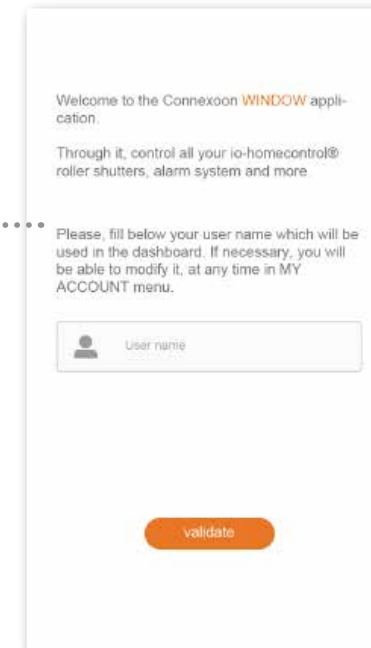 Welcome to the Connexoon WINDOW appli-
cation.
Through it, control all your io-homecontrol®
roller shutters, alarm system and more
Please, fill below your user name which will be
used in the dashboard. If necessary, you will
be able to modify it, at any time in MY
ACCOUNT menu.
User name
validate